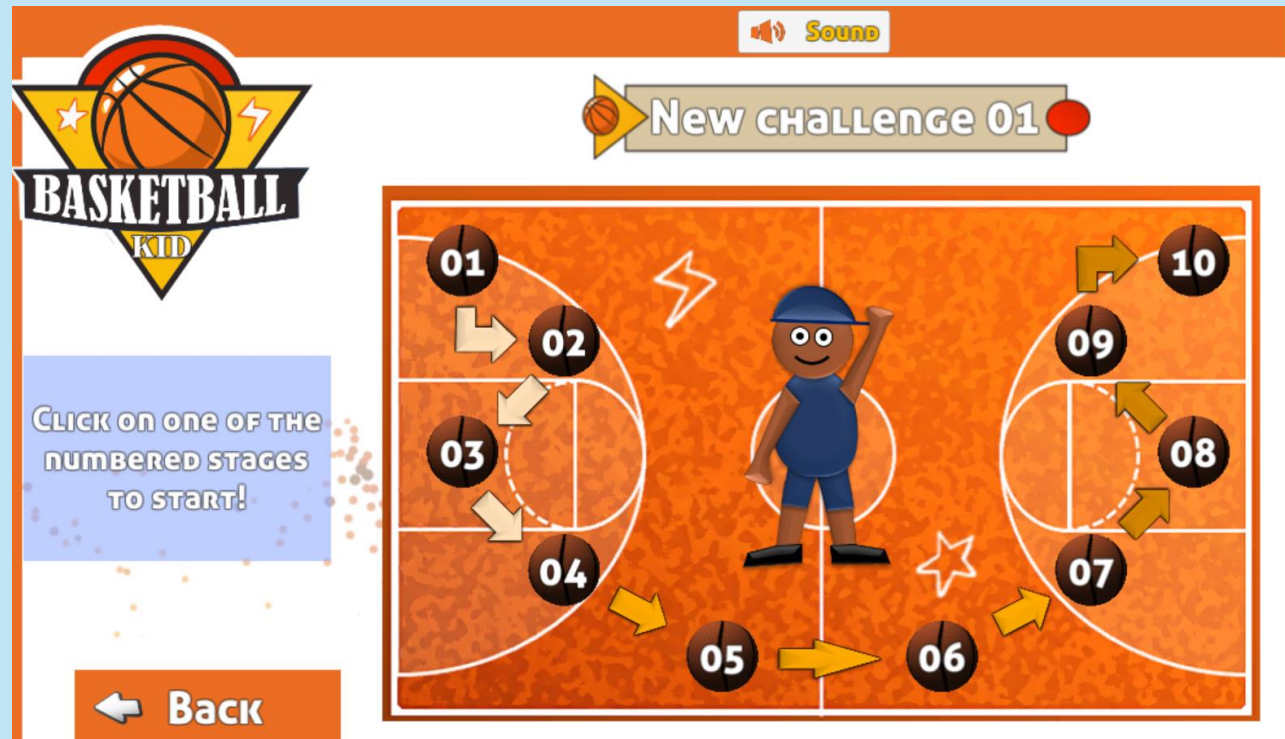 Sound
New challenge 01
BASKETBALL
KID
Click on one of the
numbered stages
to start!
01
02
03
04
05
06
07
08
09
10
Back